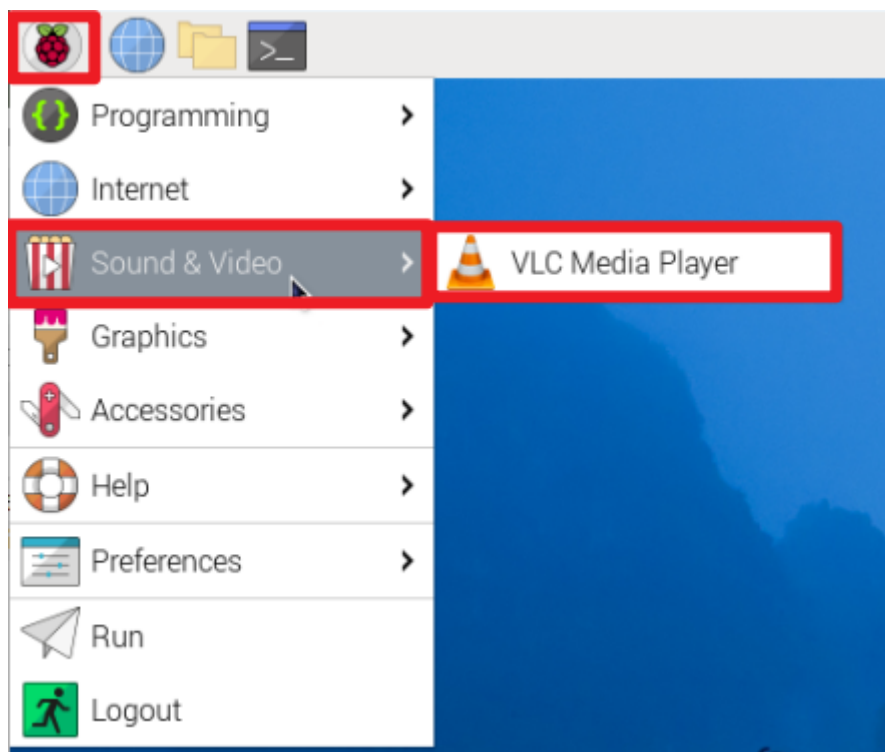 >_
Programming
Internet
Sound & Video
VLC Media Player
Graphics
Accessories
Help
Preferences
Run
Logout